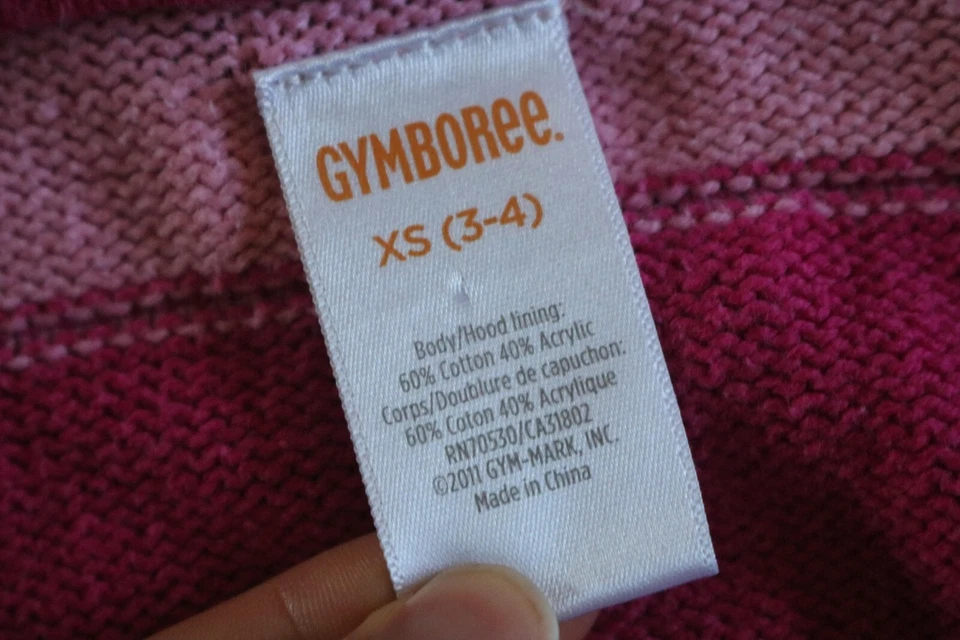 GYMBOREE.
XS (3-4)
Body/Hood lining:
60% Cotton 40% Acrylic
Corps/Doublure de capuchon:
60% Coton 40% Acrylique
RN70530/CA31802
©2011 GYM-MARK, INC.
Made in China